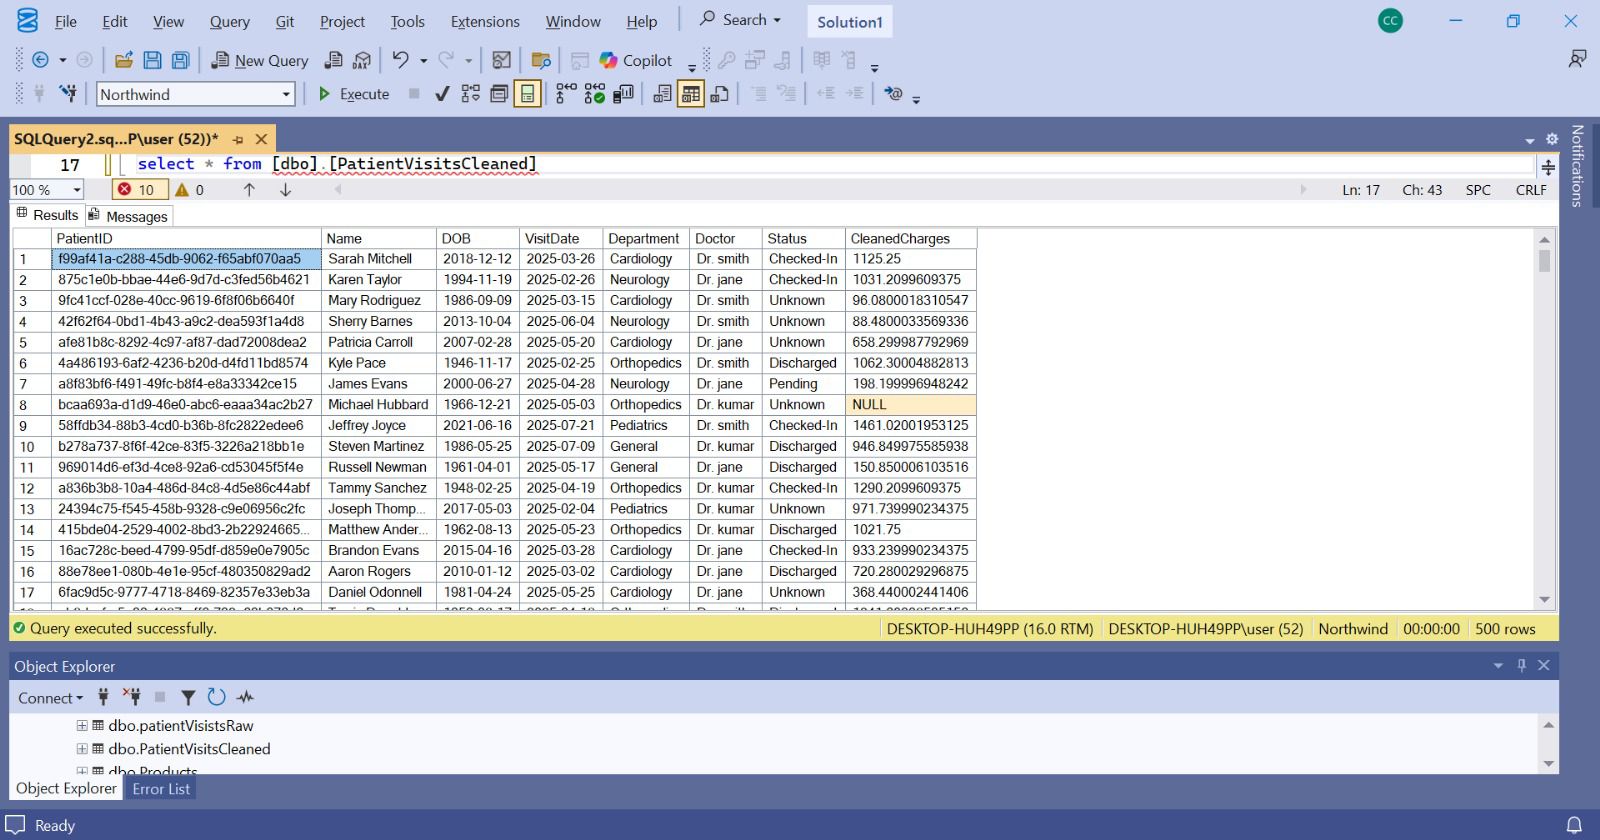 File Edit View Query Git Project Tools Extensions Window Help Search Solution1 CC
New Query DAX Copilot
Northwind Execute
SQLQuery2.sq...P\user (52))*
17 select * from [dbo].[PatientVisitsCleaned]
100 % 10 0 Ln: 17 Ch: 43 SPC CRLF
Results Messages
PatientID Name DOB VisitDate Department Doctor Status CleanedCharges
1 f99af41a-c288-45db-9062-f65abf070aa5 Sarah Mitchell 2018-12-12 2025-03-26 Cardiology Dr. smith Checked-In 1125.25
2 875c1e0b-bbae-44e6-9d7d-c3fed56b4621 Karen Taylor 1994-11-19 2025-02-26 Neurology Dr. jane Checked-In 1031.2099609375
3 9fc41ccf-028e-40cc-9619-6f8f06b6640f Mary Rodriguez 1986-09-09 2025-03-15 Cardiology Dr. smith Unknown 96.0800018310547
4 42f62f64-0bd1-4b43-a9c2-dea593f1a4d8 Sherry Barnes 2013-10-04 2025-06-04 Neurology Dr. smith Unknown 88.4800033569336
5 afe81b8c-8292-4c97-af87-dad72008dea2 Patricia Carroll 2007-02-28 2025-05-20 Cardiology Dr. jane Unknown 658.299987792969
6 4a486193-6af2-4236-b20d-d4fd11bd8574 Kyle Pace 1946-11-17 2025-02-25 Orthopedics Dr. smith Discharged 1062.30004882813
7 a8f83bf6-f491-49fc-b8f4-e8a33342ce15 James Evans 2000-06-27 2025-04-28 Neurology Dr. jane Pending 198.199996948242
8 bcaa693a-d1d9-46e0-abc6-eaaa34ac2b27 Michael Hubbard 1966-12-21 2025-05-03 Orthopedics Dr. kumar Unknown NULL
9 58ffdb34-88b3-4cd0-b36b-8fc2822edee6 Jeffrey Joyce 2021-06-16 2025-07-21 Pediatrics Dr. smith Checked-In 1461.02001953125
10 b278a737-8f6f-42ce-83f5-3226a218bb1e Steven Martinez 1986-05-25 2025-07-09 General Dr. kumar Discharged 946.849975585938
11 969014d6-ef3d-4ce8-92a6-cd53045f5f4e Russell Newman 1961-04-01 2025-05-17 General Dr. jane Discharged 150.850006103516
12 a836b3b8-10a4-486d-84c8-4d5e86c44abf Tammy Sanchez 1948-02-25 2025-04-19 Orthopedics Dr. kumar Checked-In 1290.2099609375
13 24394c75-f545-458b-9328-c9e06956c2fc Joseph Thomp... 2017-05-03 2025-02-04 Pediatrics Dr. kumar Unknown 971.739990234375
14 415bde04-2529-4002-8bd3-2b22924665... Matthew Ander... 1962-08-13 2025-05-23 Orthopedics Dr. kumar Discharged 1021.75
15 16ac728c-beed-4799-95df-d859e0e7905c Brandon Evans 2015-04-16 2025-03-28 Cardiology Dr. jane Checked-In 933.239990234375
16 88e78ee1-080b-4e1e-95cf-480350829ad2 Aaron Rogers 2010-01-12 2025-03-02 Cardiology Dr. jane Discharged 720.280029296875
17 6fac9d5c-9777-4718-8469-82357e33eb3a Daniel Odonnell 1981-04-24 2025-05-25 Cardiology Dr. jane Unknown 368.440002441406
Query executed successfully. DESKTOP-HUH49PP (16.0 RTM) DESKTOP-HUH49PP\user (52) Northwind 00:00:00 500 rows
Notifications
Object Explorer
Connect
dbo.patientVisistsRaw
dbo.PatientVisitsCleaned
dbo.Products
Object Explorer Error List
Ready